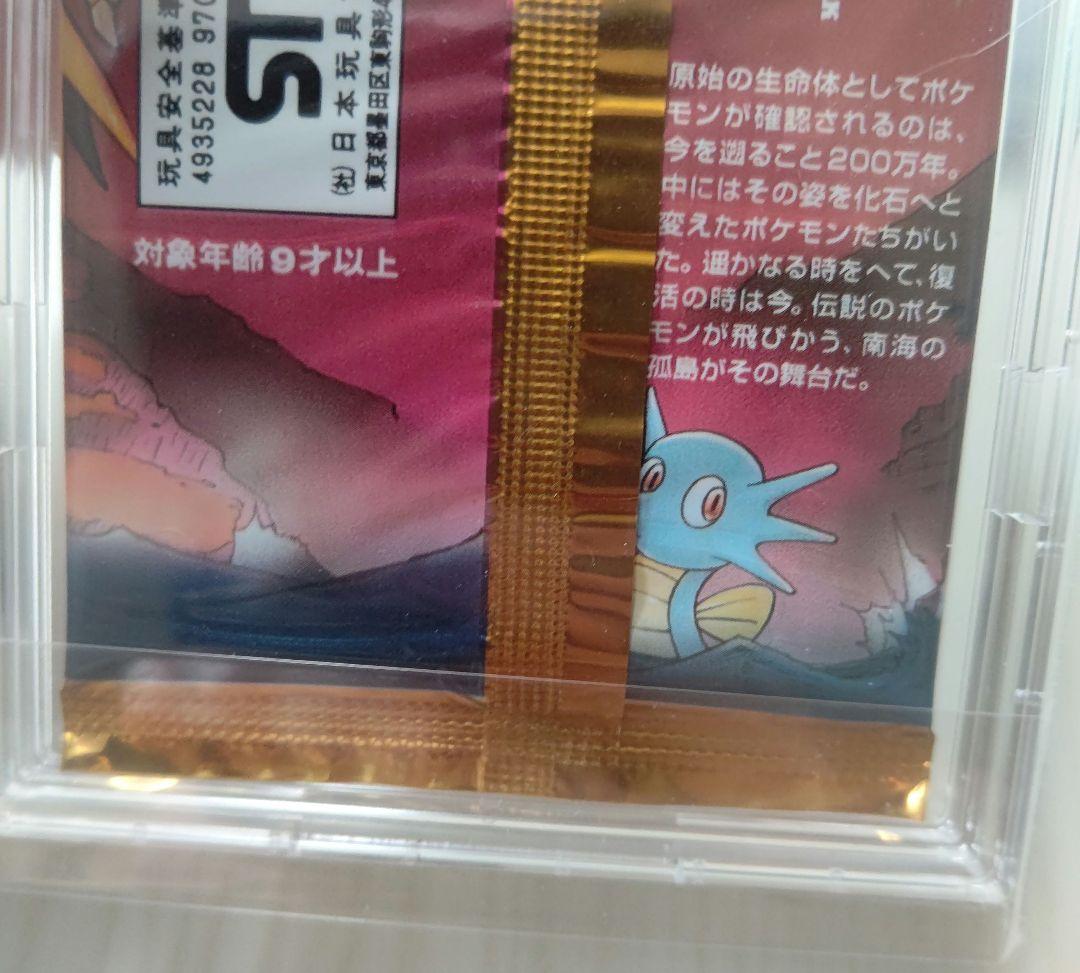 玩具安全基準
4935228 970
ST
(社)日本玩具
東京都墨田区東駒形4
対象年齢9才以上
K
原始の生命体としてポケ
モンが確認されるのは、
今を遡ること200万年。
中にはその姿を化石へと
変えたポケモンたちがい
た。遥かなる時をへて、復
活の時は今。伝説のポケ
モンが飛びかう、南海の
孤島がその舞台だ。